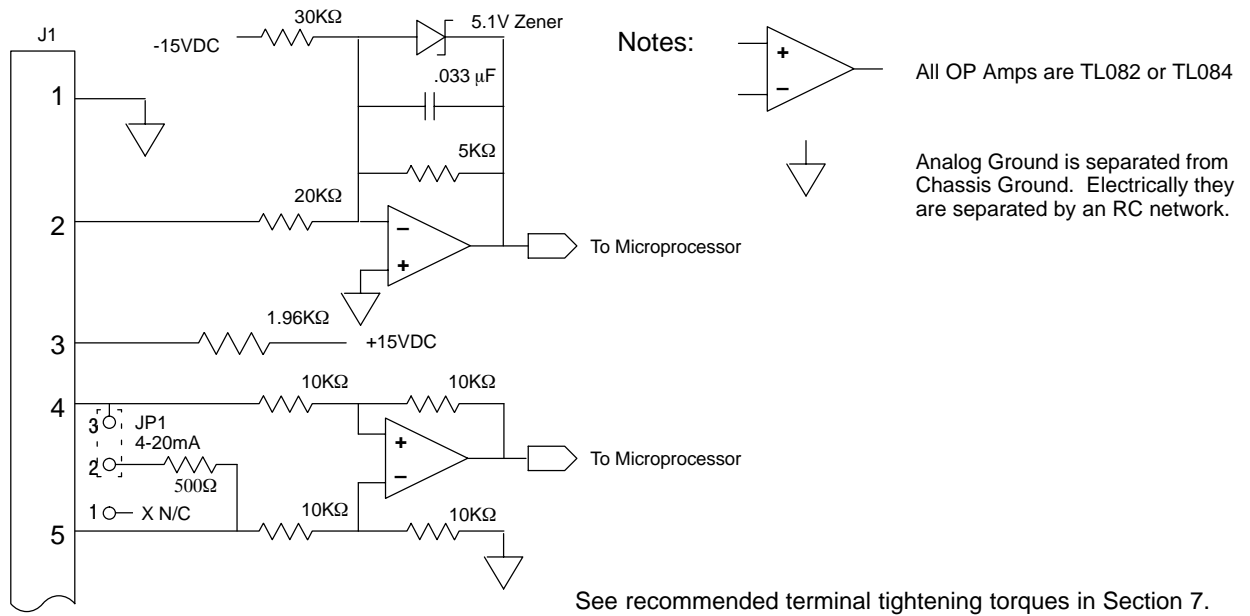 J1
1
2
3
4
5
-15VDC
30KΩ
5.1V Zener
.033 μF
5KΩ
20KΩ
−
+
To Microprocessor
1.96KΩ
+15VDC
10KΩ
10KΩ
3
JP1
4-20mA
2
500Ω
1
X N/C
+
−
To Microprocessor
10KΩ
10KΩ
Notes:
+
−
All OP Amps are TL082 or TL084
Analog Ground is separated from
Chassis Ground. Electrically they
are separated by an RC network.
See recommended terminal tightening torques in Section 7.